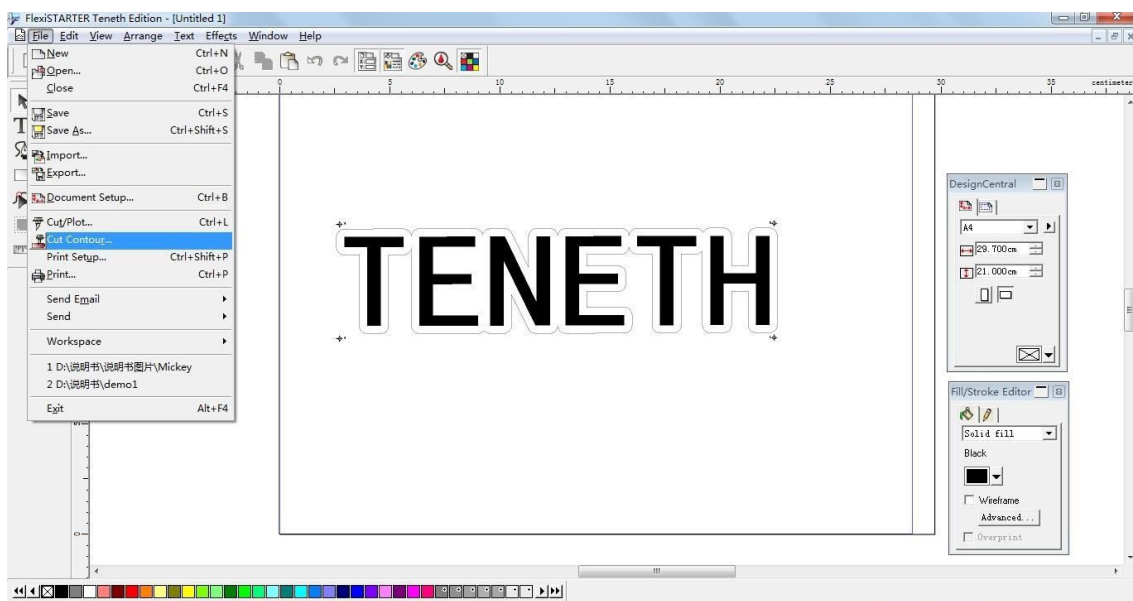 FlexiSTARTER Teneth Edition - [Untitled 1]
File Edit View Arrange Text Effects Window Help
New Ctrl+N
Open... Ctrl+O
Close Ctrl+F4
Save Ctrl+S
Save As... Ctrl+Shift+S
Import...
Export...
Document Setup... Ctrl+B
Cut/Plot... Ctrl+L
Cut Contour...
Print Setup... Ctrl+Shift+P
Print... Ctrl+P
Send Email
Send
Workspace
1 D:\说明书\说明书图片\Mickey
2 D:\说明书\demo1
Exit Alt+F4
0 5 10 15 20 25 30 35 centimeter
TENETH
5
0
DesignCentral
A4
29.700cm
21.000cm
Fill/Stroke Editor
Solid fill
Black
Wireframe
Advanced...
Overprint